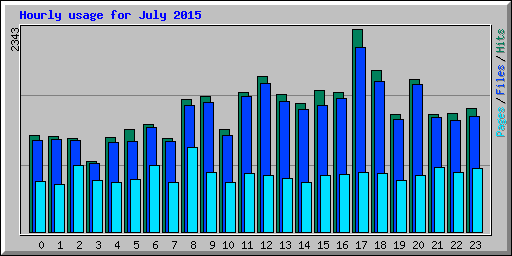 Hourly usage for July 2015
2343
Pages/Files/Hits
0 1 2 3 4 5 6 7 8 9 10 11 12 13 14 15 16 17 18 19 20 21 22 23